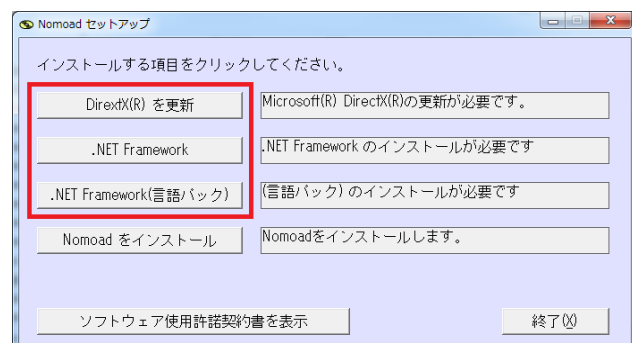 Nomoad セットアップ
インストールする項目をクリックしてください。
DirextX(R) を更新
Microsoft(R) DirectX(R)の更新が必要です。
.NET Framework
.NET Framework のインストールが必要です
.NET Framework(言語パック)
(言語パック) のインストールが必要です
Nomoad をインストール
Nomoadをインストールします。
ソフトウェア使用許諾契約書を表示
終了(X)